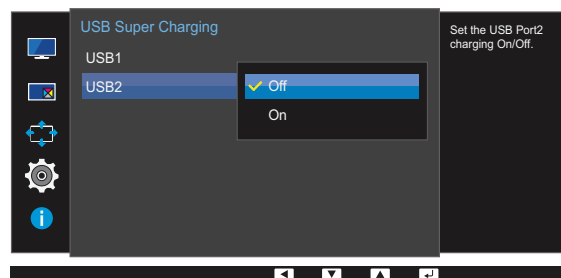 USB Super Charging
USB1
USB2
Off
On
Set the USB Port2
charging On/Off.